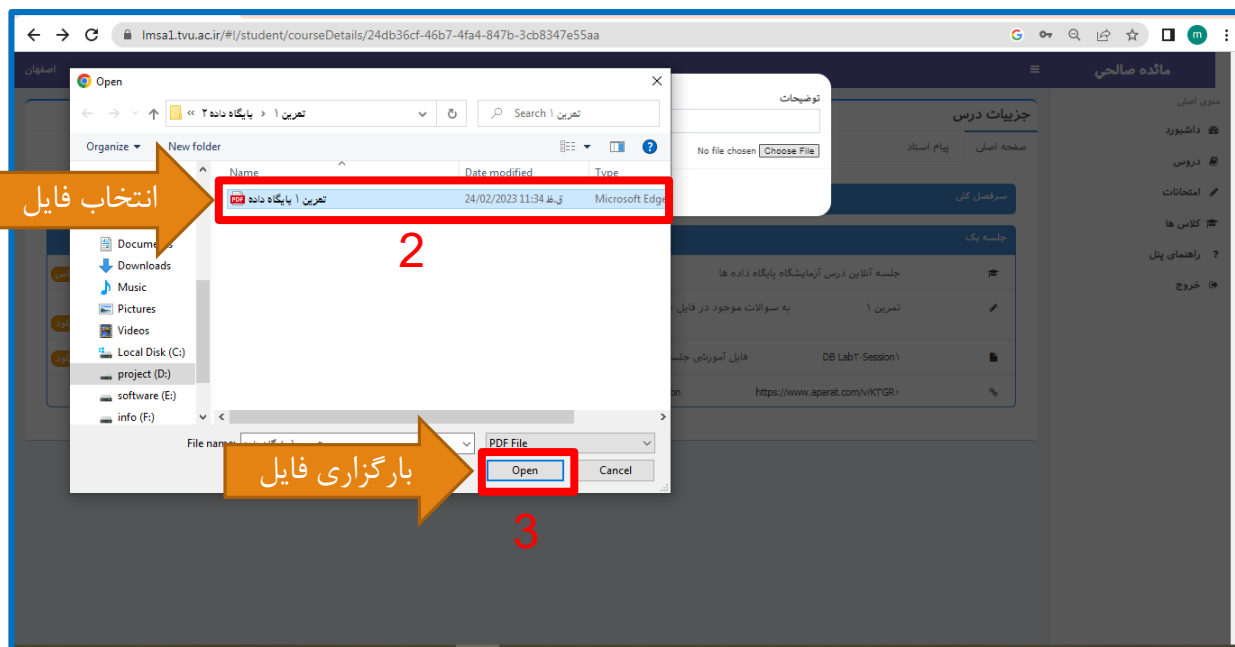 lmsa1.tvu.ac.ir/#!/student/courseDetails/24db36cf-46b7-4fa4-847b-3cb8347e55aa
مائده صالحی
اصفهان
Open
تمرین ۱ › پایگاه داده ۲ »
Search تمرین ۱
Organize
New folder
Name
Date modified
Type
تمرین ۱ پایگاه داده
24/02/2023 11:34 ق.ظ
Microsoft Edge
انتخاب فایل
2
Documents
Downloads
Music
Pictures
Videos
Local Disk (C:)
project (D:)
software (E:)
info (F:)
File name:
PDF File
بارگزاری فایل
Open
Cancel
3
توضیحات
No file chosen Choose File
جزییات درس
صفحه اصلی
پیام استاد
سرفصل کلی
جلسه یک
جلسه آنلاین درس آزمایشگاه پایگاه داده ها
تمرین ۱
به سوالات موجود در فایل
DB Lab۲-Session۱
فایل آموزشی
https://www.aparat.com/v/K۳GR۰
منوی اصلی
داشبورد
دروس
امتحانات
کلاس ها
راهنمای پنل
خروج